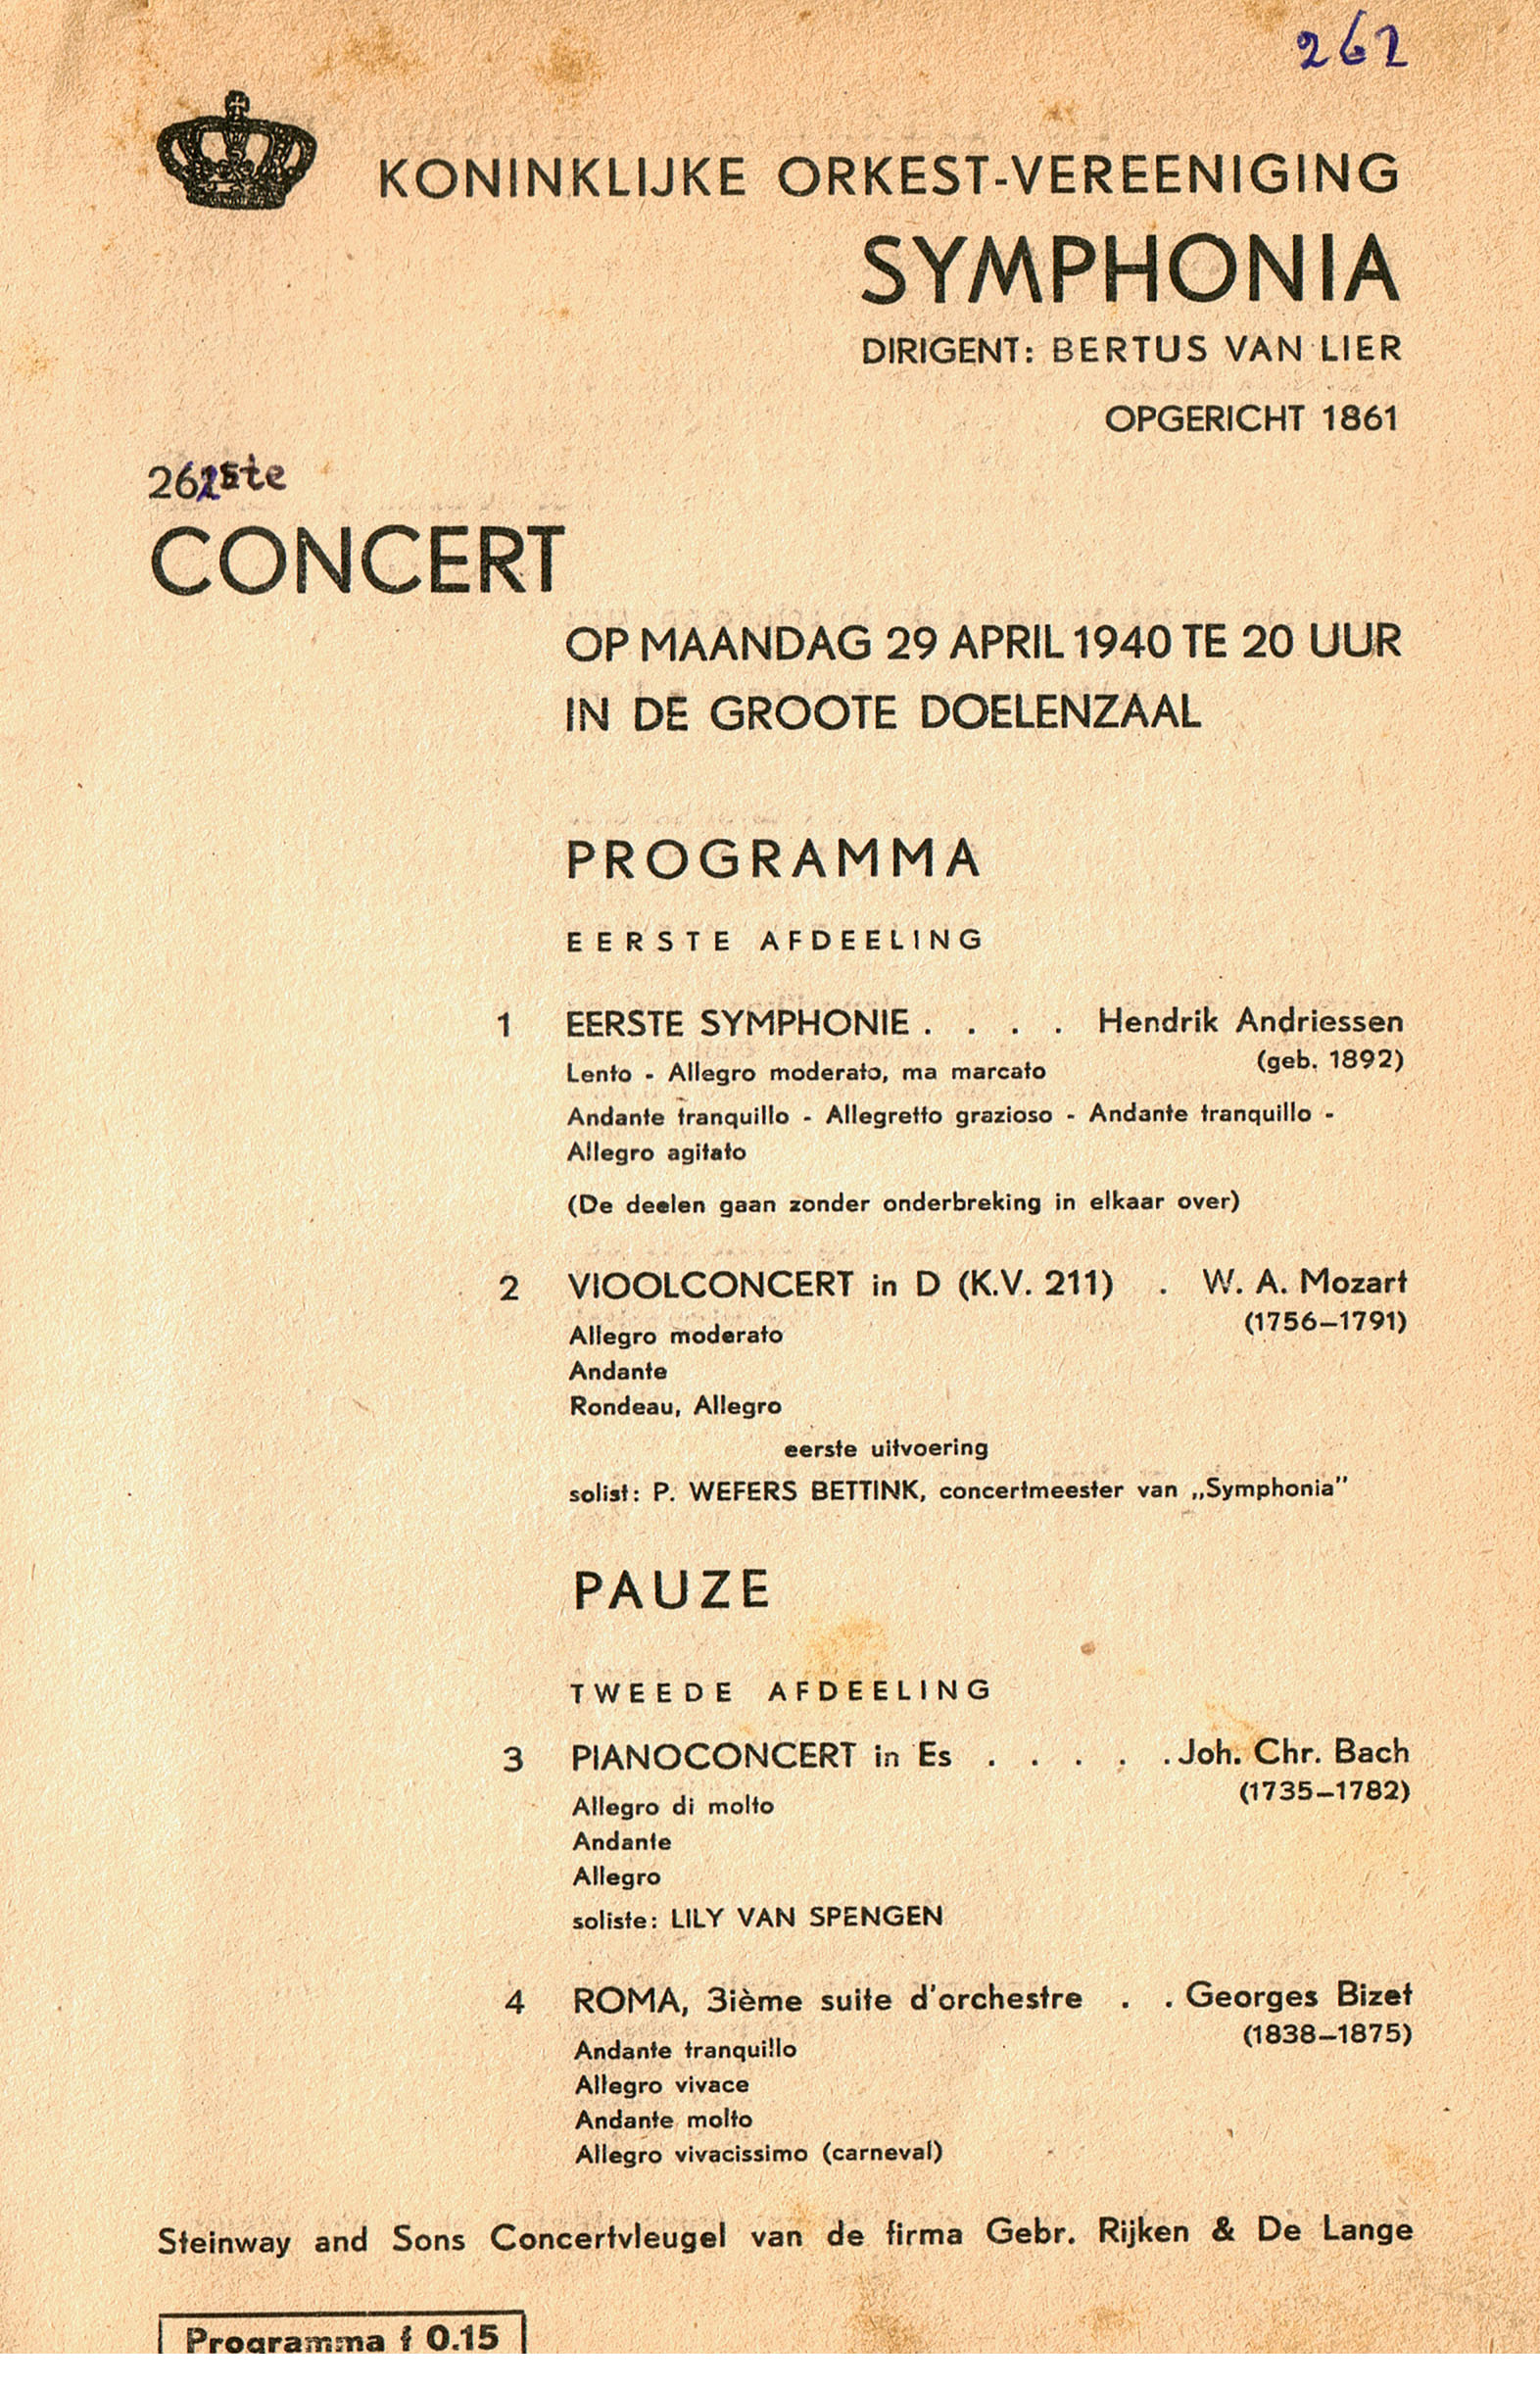 262
KONINKLIJKE ORKEST-VEREENIGING
SYMPHONIA
DIRIGENT: BERTUS VAN LIER
OPGERICHT 1861
262ste
CONCERT
OP MAANDAG 29 APRIL 1940 TE 20 UUR
IN DE GROOTE DOELENZAAL
PROGRAMMA
EERSTE AFDEELING
1 EERSTE SYMPHONIE . . . . Hendrik Andriessen
(geb. 1892)
Lento - Allegro moderato, ma marcato
Andante tranquillo - Allegretto grazioso - Andante tranquillo -
Allegro agitato
(De deelen gaan zonder onderbreking in elkaar over)
2 VIOOLCONCERT in D (K.V. 211) . W. A. Mozart
(1756–1791)
Allegro moderato
Andante
Rondeau, Allegro
eerste uitvoering
solist: P. WEFERS BETTINK, concertmeester van „Symphonia"
PAUZE
TWEEDE AFDEELING
3 PIANOCONCERT in Es . . . . . Joh. Chr. Bach
(1735–1782)
Allegro di molto
Andante
Allegro
soliste: LILY VAN SPENGEN
4 ROMA, 3ième suite d'orchestre . . Georges Bizet
(1838–1875)
Andante tranquillo
Allegro vivace
Andante molto
Allegro vivacissimo (carneval)
Steinway and Sons Concertvleugel van de firma Gebr. Rijken & De Lange
Programma f 0.15